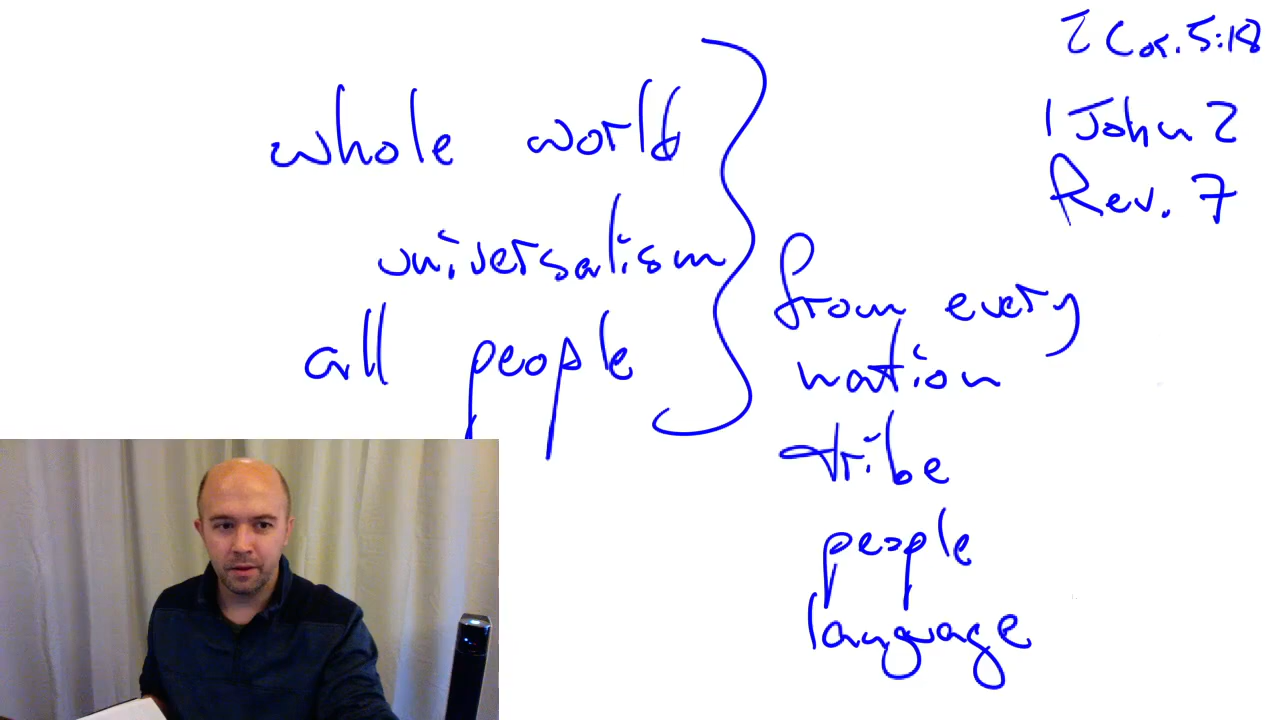 whole world
universalism
all people
from every
nation
tribe
people
language
2 Cor. 5:18
1 John 2
Rev. 7